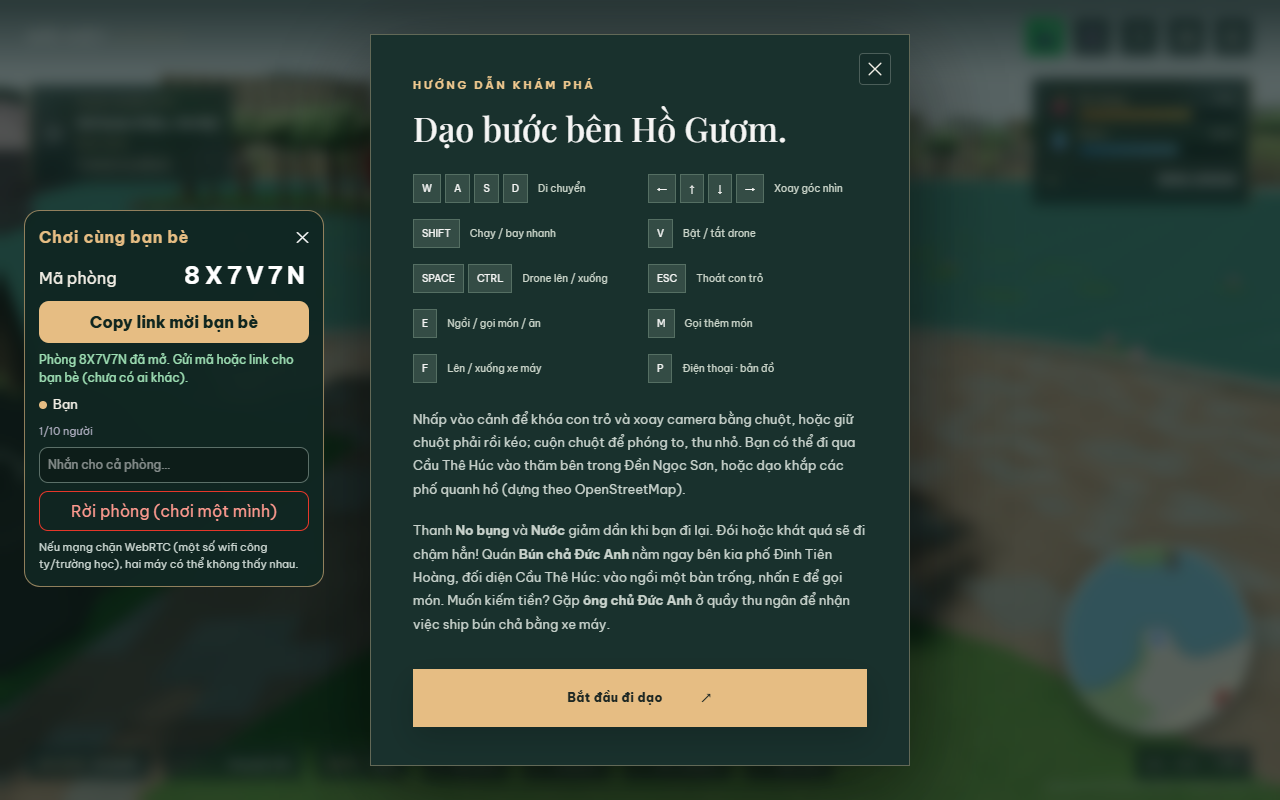 Chơi cùng bạn bè
Mã phòng 8X7V7N
Copy link mời bạn bè
Phòng 8X7V7N đã mở. Gửi mã hoặc link cho
bạn bè (chưa có ai khác).
Bạn
1/10 người
Nhắn cho cả phòng...
Rời phòng (chơi một mình)
Nếu mạng chặn WebRTC (một số wifi công
ty/trường học), hai máy có thể không thấy nhau.
HƯỚNG DẪN KHÁM PHÁ
Dạo bước bên Hồ Gươm.
W A S D Di chuyển
← ↑ ↓ → Xoay góc nhìn
SHIFT Chạy / bay nhanh
V Bật / tắt drone
SPACE CTRL Drone lên / xuống
ESC Thoát con trỏ
E Ngồi / gọi món / ăn
M Gọi thêm món
F Lên / xuống xe máy
P Điện thoại · bản đồ
Nhấp vào cảnh để khóa con trỏ và xoay camera bằng chuột, hoặc giữ
chuột phải rồi kéo; cuộn chuột để phóng to, thu nhỏ. Bạn có thể đi qua
Cầu Thê Húc vào thăm bên trong Đền Ngọc Sơn, hoặc dạo khắp các
phố quanh hồ (dựng theo OpenStreetMap).
Thanh No bụng và Nước giảm dần khi bạn đi lại. Đói hoặc khát quá sẽ đi
chậm hẳn! Quán Bún chả Đức Anh nằm ngay bên kia phố Đinh Tiên
Hoàng, đối diện Cầu Thê Húc: vào ngồi một bàn trống, nhấn E để gọi
món. Muốn kiếm tiền? Gặp ông chủ Đức Anh ở quầy thu ngân để nhận
việc ship bún chả bằng xe máy.
Bắt đầu đi dạo ↗